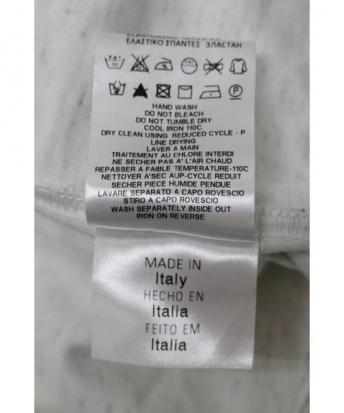 ΕΛΑΣΤΙΚΟ ΣΠΑΝΤΕΣ ЭЛАСТАН
HAND WASH
DO NOT BLEACH
DO NOT TUMBLE DRY
COOL IRON 110C.
DRY CLEAN USING REDUCED CYCLE - P
LINE DRYING
LAVER A MAIN
TRAITEMENT AU CHLORE INTERDI
NE SECHER PAS A' L'AIR CHAUD
REPASSER A FAIBLE TEMPERATURE-110C
NETTOYER A'SEC AUP-CYCLE REDUIT
SECHER PIECE HUMIDE PENDUE
LAVARE SEPARATO A CAPO ROVESCIO
STIRO A CAPO ROVESCIO
WASH SEPARATELY INSIDE OUT
IRON ON REVERSE
MADE IN
Italy
HECHO EN
Italia
FEITO EM
Italia